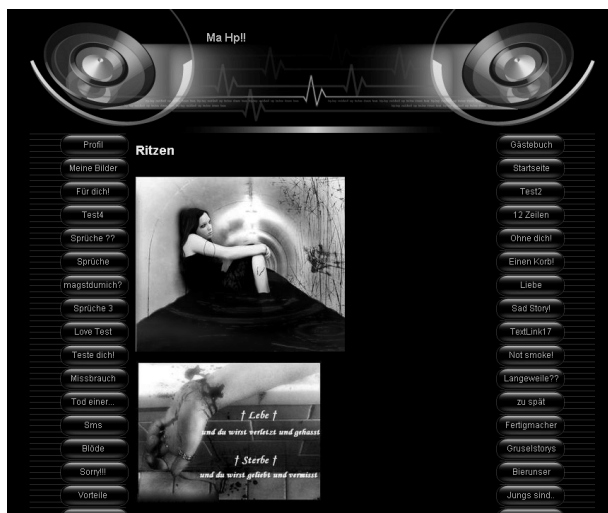 Ma Hp!!
Profil
Meine Bilder
Für dich!
Test4
Sprüche ??
Sprüche
magstdumich?
Sprüche 3
Love Test
Teste dich!
Missbrauch
Tod einer...
Sms
Blöde
Sorry!!!
Vorteile
Ritzen
† Lebe †
und du wirst verletzt und gehasst
† Sterbe †
und du wirst geliebt und vermisst
Gästebuch
Startseite
Test2
12 Zeilen
Ohne dich!
Einen Korb!
Liebe
Sad Story!
TextLink17
Not smoke!
Langeweile??
zu spät
Fertigmacher
Gruselstorys
Bierunser
Jungs sind..